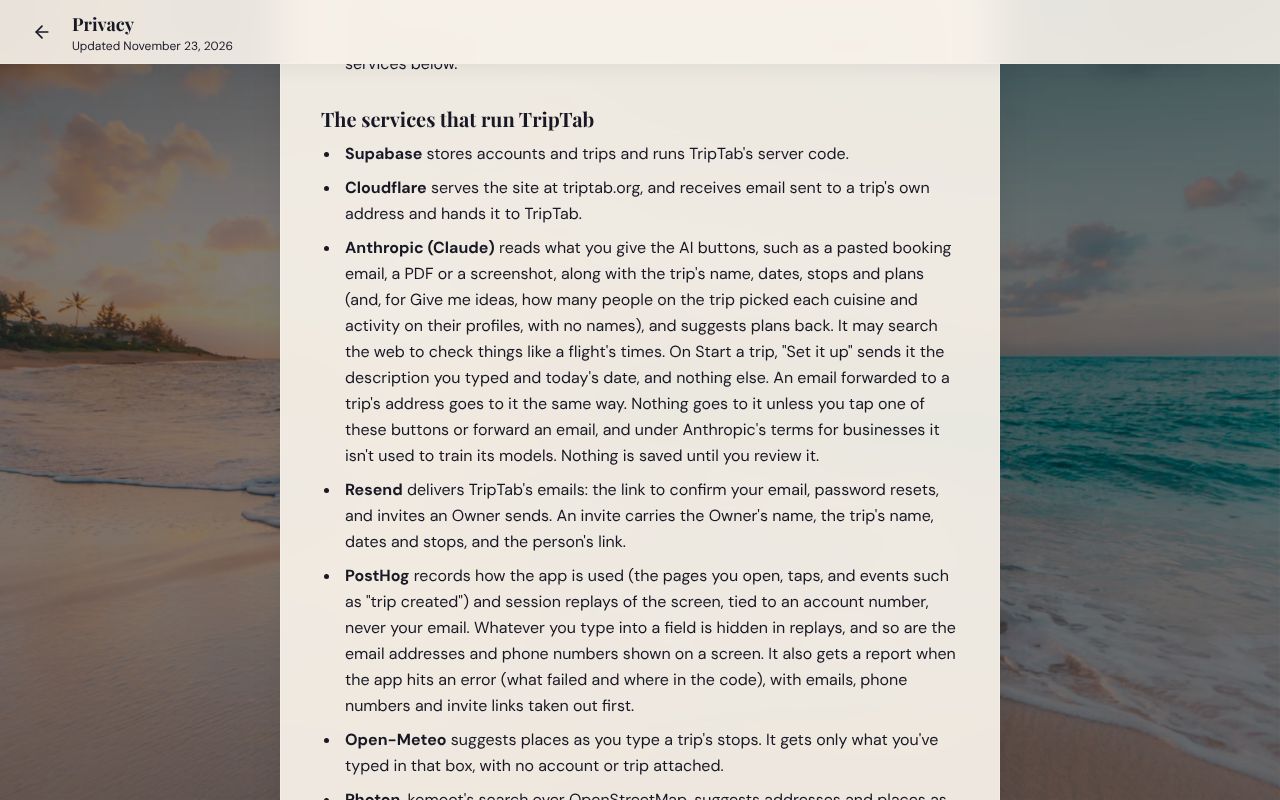 Privacy
Updated November 23, 2026
services below.
The services that run TripTab
Supabase stores accounts and trips and runs TripTab's server code.
Cloudflare serves the site at triptab.org, and receives email sent to a trip's own
address and hands it to TripTab.
Anthropic (Claude) reads what you give the AI buttons, such as a pasted booking
email, a PDF or a screenshot, along with the trip's name, dates, stops and plans
(and, for Give me ideas, how many people on the trip picked each cuisine and
activity on their profiles, with no names), and suggests plans back. It may search
the web to check things like a flight's times. On Start a trip, "Set it up" sends it the
description you typed and today's date, and nothing else. An email forwarded to a
trip's address goes to it the same way. Nothing goes to it unless you tap one of
these buttons or forward an email, and under Anthropic's terms for businesses it
isn't used to train its models. Nothing is saved until you review it.
Resend delivers TripTab's emails: the link to confirm your email, password resets,
and invites an Owner sends. An invite carries the Owner's name, the trip's name,
dates and stops, and the person's link.
PostHog records how the app is used (the pages you open, taps, and events such
as "trip created") and session replays of the screen, tied to an account number,
never your email. Whatever you type into a field is hidden in replays, and so are the
email addresses and phone numbers shown on a screen. It also gets a report when
the app hits an error (what failed and where in the code), with emails, phone
numbers and invite links taken out first.
Open-Meteo suggests places as you type a trip's stops. It gets only what you've
typed in that box, with no account or trip attached.
Photon, komoot's search over OpenStreetMap, suggests addresses and places as